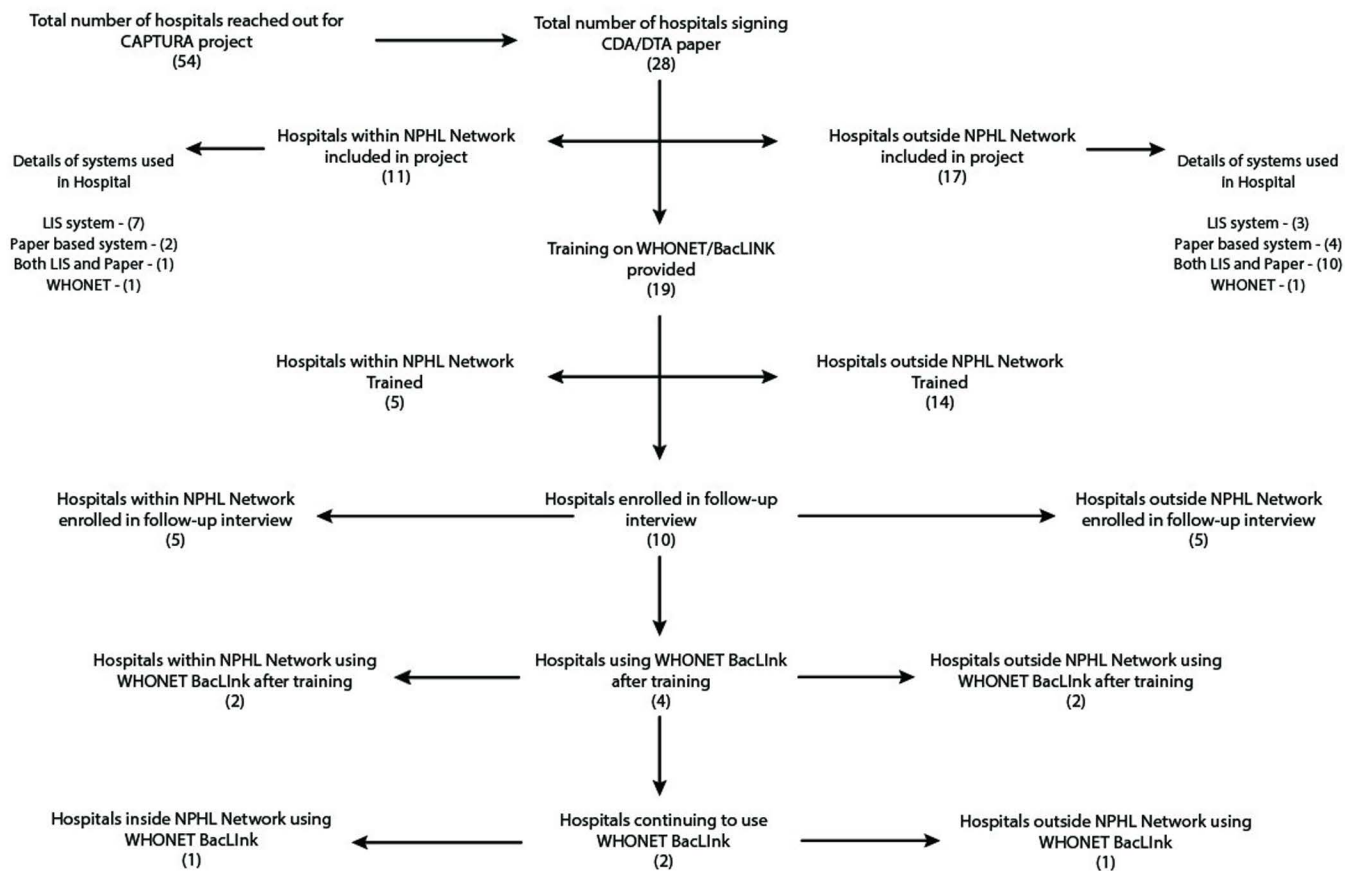 Total number of hospitals reached out for
CAPTURA project
(54)
Total number of hospitals signing
CDA/DTA paper
(28)
Hospitals within NPHL Network
included in project
(11)
Hospitals outside NPHL Network
included in project
(17)
Details of systems used
in Hospital
LIS system - (7)
Paper based system - (2)
Both LIS and Paper - (1)
WHONET - (1)
Details of systems used
in Hospital
LIS system - (3)
Paper based system - (4)
Both LIS and Paper - (10)
WHONET - (1)
Training on WHONET/BacLINK
provided
(19)
Hospitals within NPHL Network
Trained
(5)
Hospitals outside NPHL Network
Trained
(14)
Hospitals within NPHL Network
enrolled in follow-up interview
(5)
Hospitals enrolled in follow-up
interview
(10)
Hospitals outside NPHL Network
enrolled in follow-up interview
(5)
Hospitals within NPHL Network using
WHONET BacLInk after training
(2)
Hospitals using WHONET BacLInk
after training
(4)
Hospitals outside NPHL Network using
WHONET BacLInk after training
(2)
Hospitals inside NPHL Network using
WHONET BacLInk
(1)
Hospitals continuing to use
WHONET BacLInk
(2)
Hospitals outside NPHL Network using
WHONET BacLInk
(1)